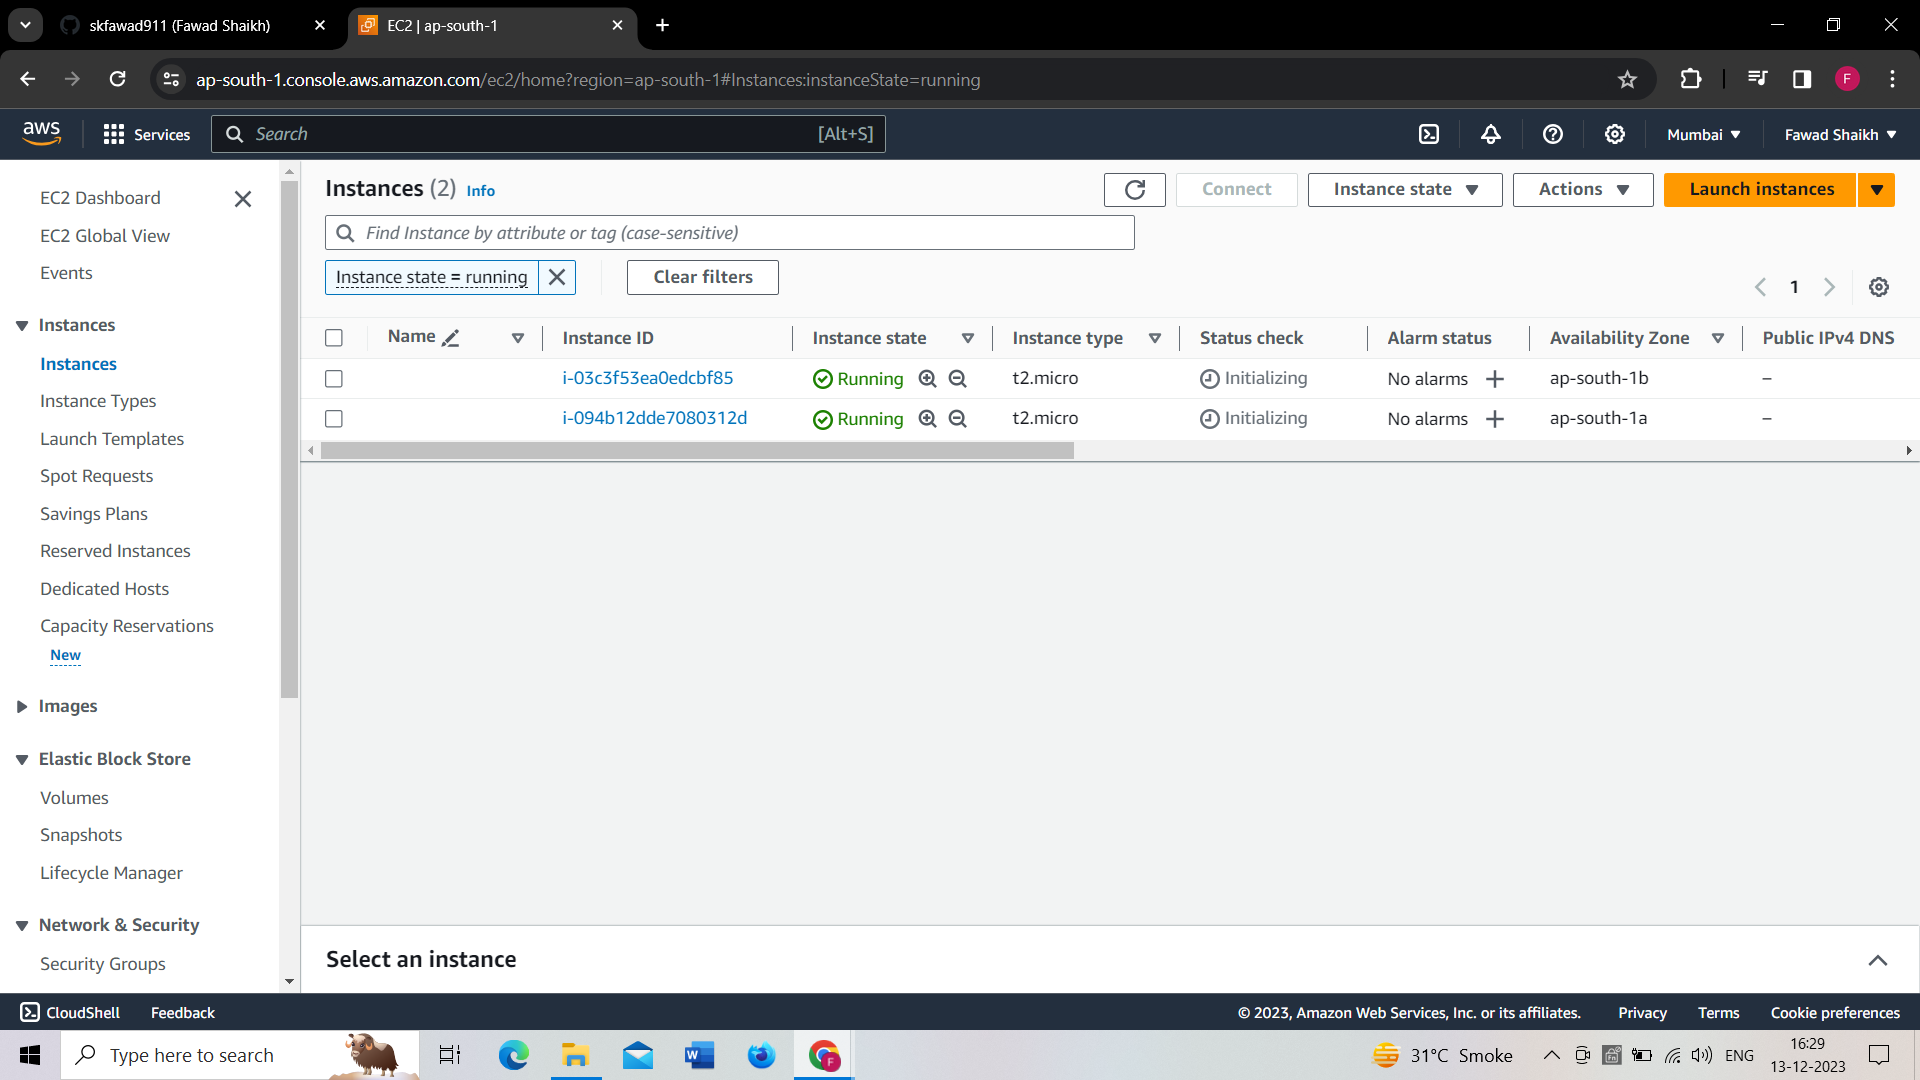 skfawad911 (Fawad Shaikh)
EC2 | ap-south-1
ap-south-1.console.aws.amazon.com/ec2/home?region=ap-south-1#Instances:instanceState=running
F
aws
Services
Search
[Alt+S]
Mumbai
Fawad Shaikh
EC2 Dashboard
EC2 Global View
Events
Instances
Instances
Instance Types
Launch Templates
Spot Requests
Savings Plans
Reserved Instances
Dedicated Hosts
Capacity Reservations
New
Images
Elastic Block Store
Volumes
Snapshots
Lifecycle Manager
Network & Security
Security Groups
Instances (2) Info
Connect
Instance state
Actions
Launch instances
Find Instance by attribute or tag (case-sensitive)
Instance state = running
Clear filters
1
Name Instance ID Instance state Instance type Status check Alarm status Availability Zone Public IPv4 DNS
i-03c3f53ea0edcbf85 Running t2.micro Initializing No alarms ap-south-1b –
i-094b12dde7080312d Running t2.micro Initializing No alarms ap-south-1a –
Select an instance
CloudShell Feedback © 2023, Amazon Web Services, Inc. or its affiliates. Privacy Terms Cookie preferences
Type here to search
W
F
31°C Smoke
ENG
16:29
13-12-2023